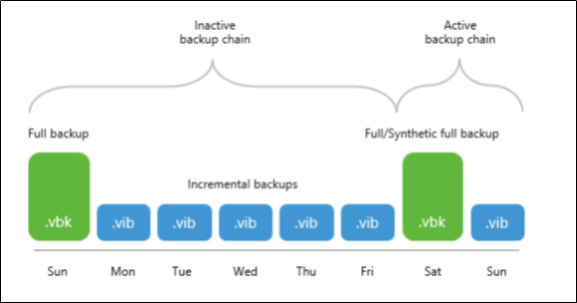 Inactive
backup chain
Active
backup chain
Full backup
Full/Synthetic full backup
Incremental backups
.vbk .vib .vib .vib .vib .vib .vbk .vib
Sun Mon Tue Wed Thu Fri Sat Sun